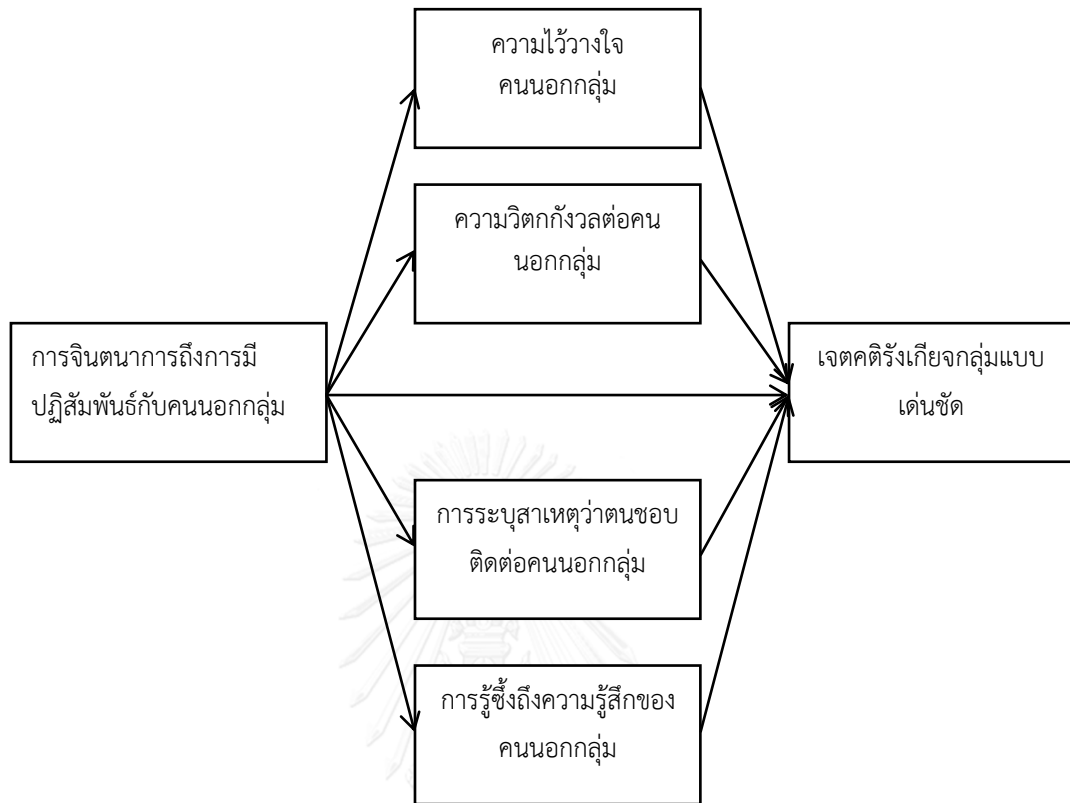 ความไว้วางใจ
คนนอกกลุ่ม
ความวิตกกังวลต่อคน
นอกกลุ่ม
การจินตนาการถึงการมี
ปฏิสัมพันธ์กับคนนอกกลุ่ม
เจตคติรังเกียจกลุ่มแบบ
เด่นชัด
การระบุสาเหตุว่าตนชอบ
ติดต่อคนนอกกลุ่ม
การรู้ซึ้งถึงความรู้สึกของ
คนนอกกลุ่ม